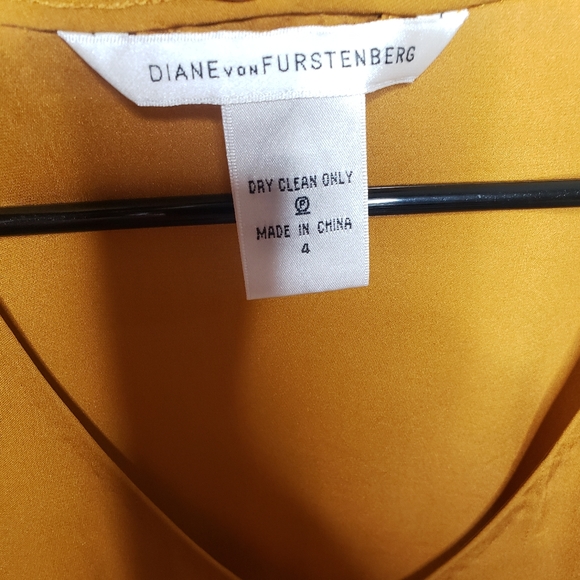 DIANE VON FURSTENBERG
DRY CLEAN ONLY
P
MADE IN CHINA
4